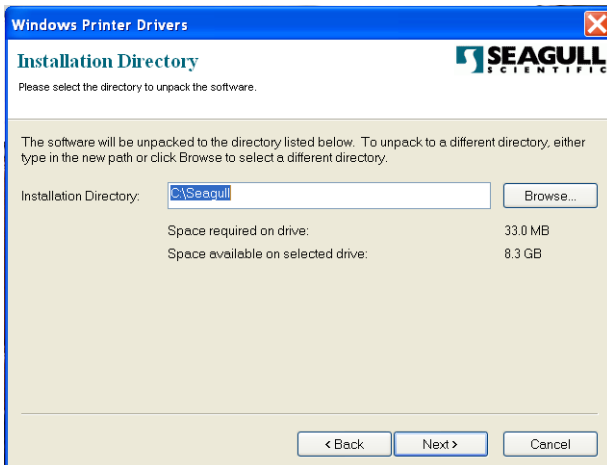 Windows Printer Drivers
Installation Directory
SEAGULL
SCIENTIFIC
Please select the directory to unpack the software.
The software will be unpacked to the directory listed below. To unpack to a different directory, either
type in the new path or click Browse to select a different directory.
Installation Directory: C:\Seagull Browse...
Space required on drive: 33.0 MB
Space available on selected drive: 8.3 GB
< Back Next > Cancel